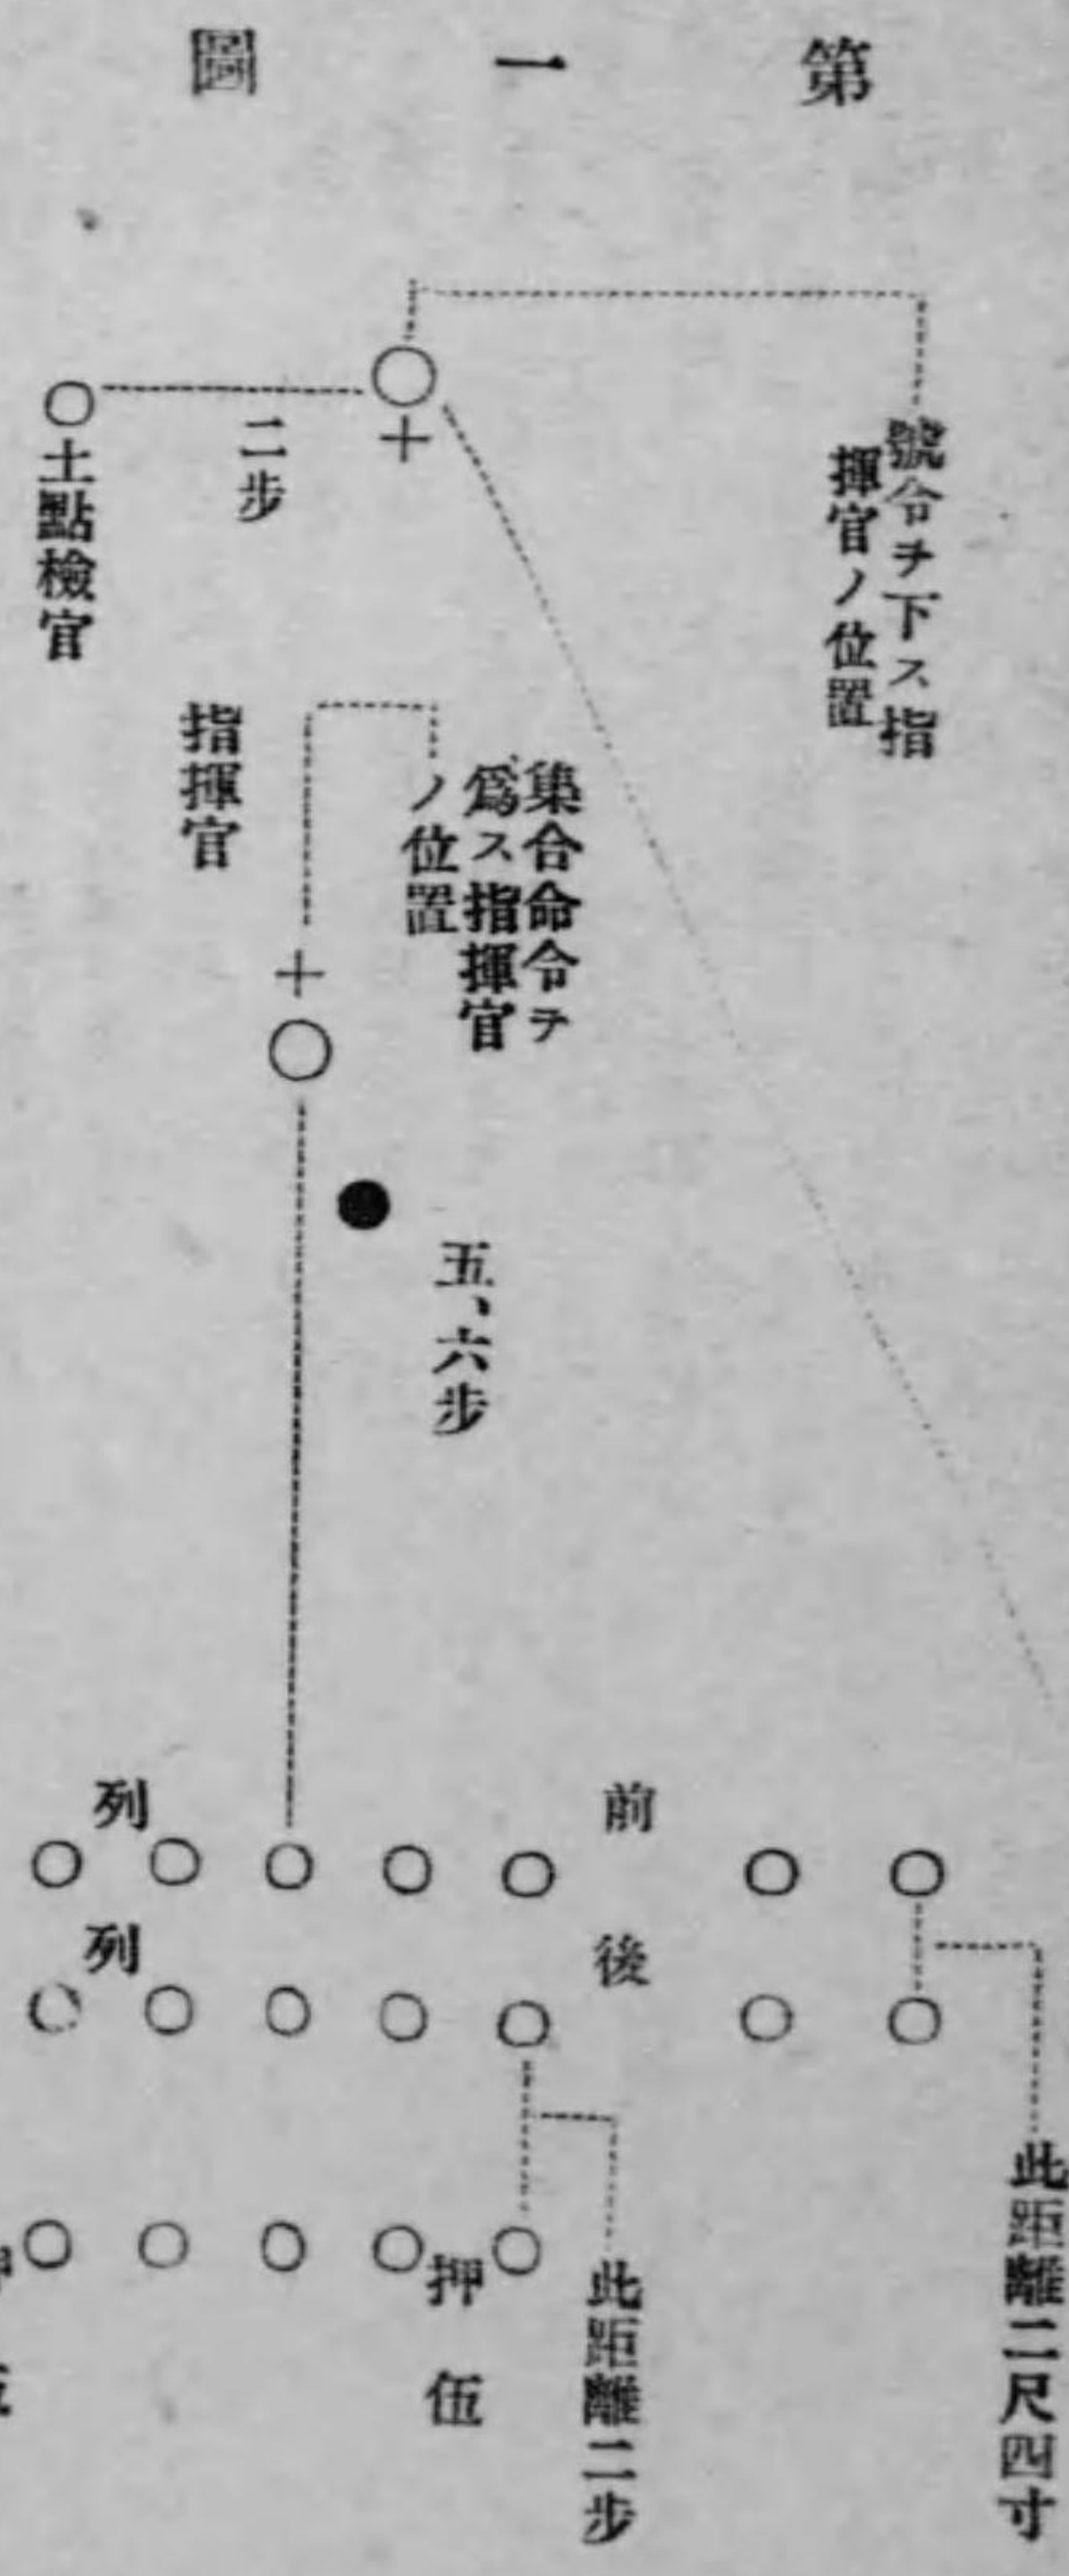 第一圖
號令ヲ下ス指
揮官ノ位置
集合命令ヲ
爲ス指揮官
ノ位置
二步
土點檢官
指揮官
五、六步
前列
後列
此距離二尺四寸
此距離二步
押伍